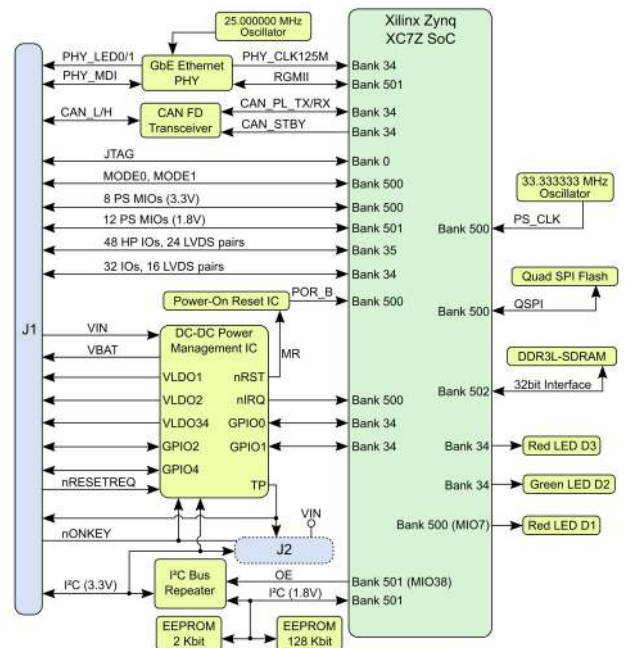 25.000000 MHz
Oscillator
Xilinx Zynq
XC7Z SoC
PHY_LED0/1
GbE Ethernet
PHY
PHY_CLK125M
Bank 34
PHY_MDI
RGMII
Bank 501
CAN_L/H
CAN FD
Transceiver
CAN_PL_TX/RX
Bank 34
CAN_STBY
Bank 34
JTAG
Bank 0
MODE0, MODE1
Bank 500
8 PS MIOs (3.3V)
Bank 500
12 PS MIOs (1.8V)
Bank 501
48 HP IOs, 24 LVDS pairs
Bank 35
32 IOs, 16 LVDS pairs
Bank 34
33.333333 MHz
Oscillator
PS_CLK
Bank 500
Power-On Reset IC
POR_B
Bank 500
Quad SPI Flash
Bank 500
QSPI
J1
VIN
DC-DC Power
Management IC
MR
VBAT
DDR3L-SDRAM
Bank 502
32bit Interface
VLDO1
nRST
VLDO2
nIRQ
Bank 500
VLDO34
GPIO0
Bank 34
GPIO2
GPIO1
Bank 34
GPIO4
Bank 34
Red LED D3
nRESETREQ
TP
Bank 34
Green LED D2
VIN
Bank 500 (MIO7)
Red LED D1
nONKEY
J2
I²C (3.3V)
I²C Bus
Repeater
OE
Bank 501 (MIO38)
I²C (1.8V)
Bank 501
EEPROM
2 Kbit
EEPROM
128 Kbit